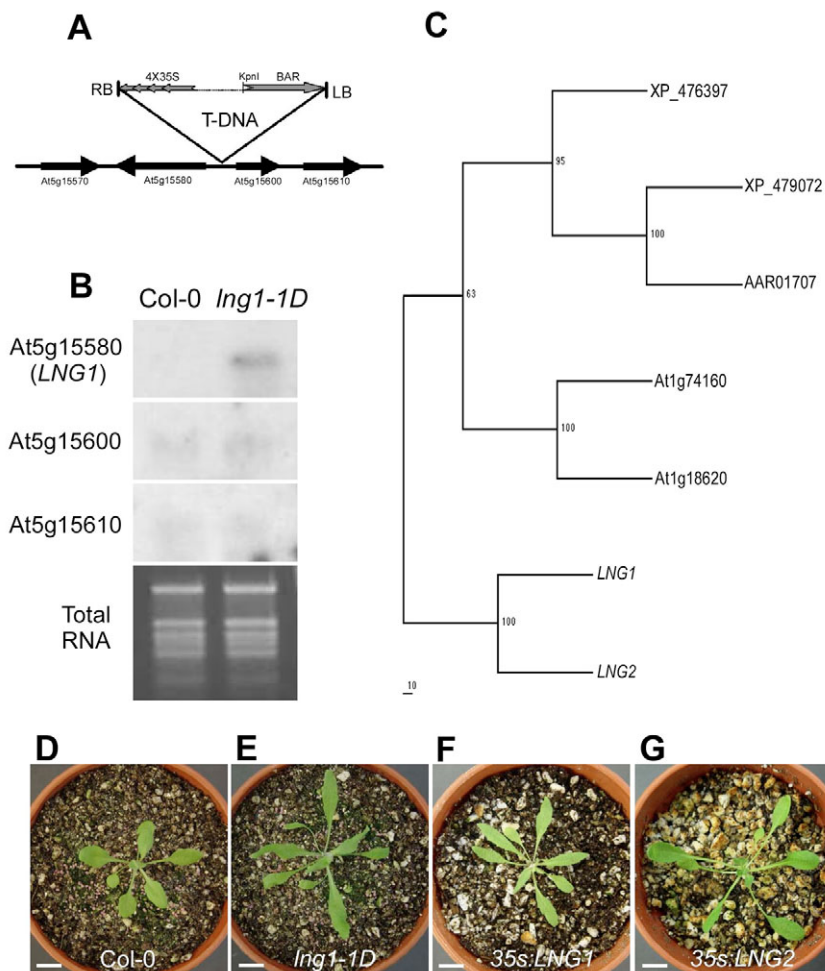 A
4X35S
KpnI
BAR
RB
LB
T-DNA
At5g15570
At5g15580
At5g15600
At5g15610
B
Col-0
lng1-1D
At5g15580
(LNG1)
At5g15600
At5g15610
Total
RNA
C
XP_476397
95
XP_479072
100
AAR01707
63
At1g74160
100
At1g18620
LNG1
100
LNG2
10
D
Col-0
E
lng1-1D
F
35s:LNG1
G
35s:LNG2